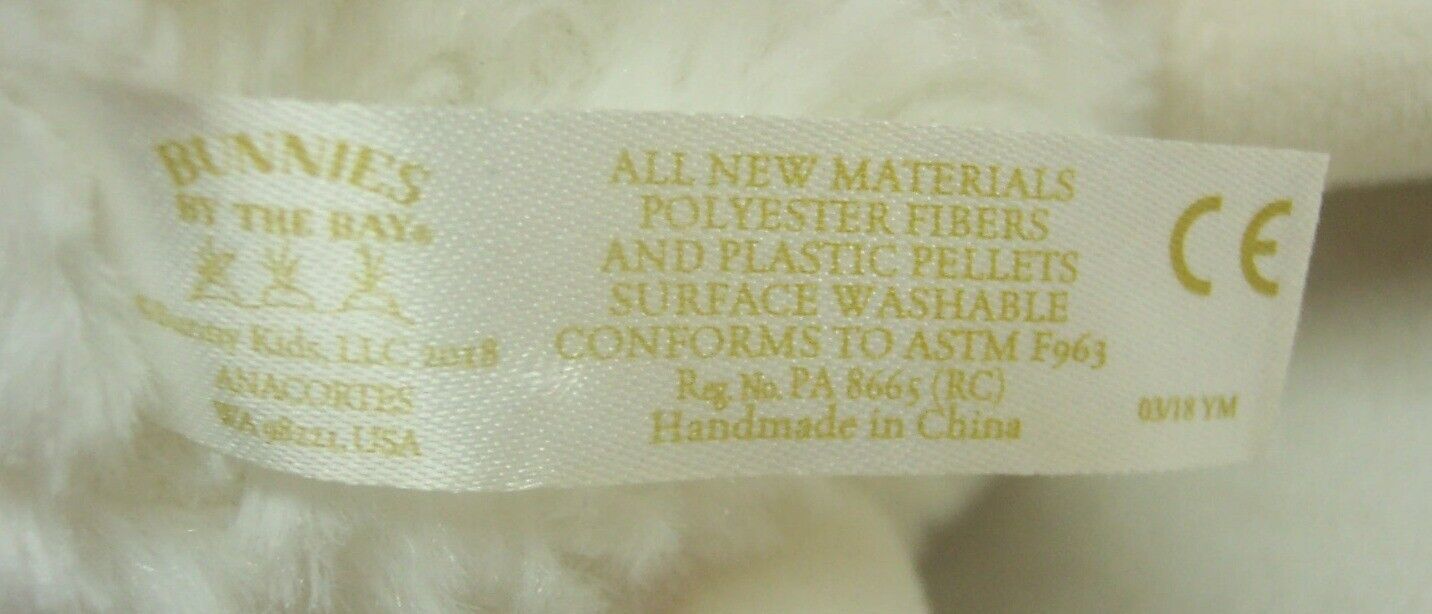 BUNNIES
BY THE BAY®
Kids, LLC 2018
ANACORTES
WA 98221, USA
ALL NEW MATERIALS
POLYESTER FIBERS
AND PLASTIC PELLETS
SURFACE WASHABLE
CONFORMS TO ASTM F963
Reg. No. PA 8665 (RC)
Handmade in China
CE
03/18 YM